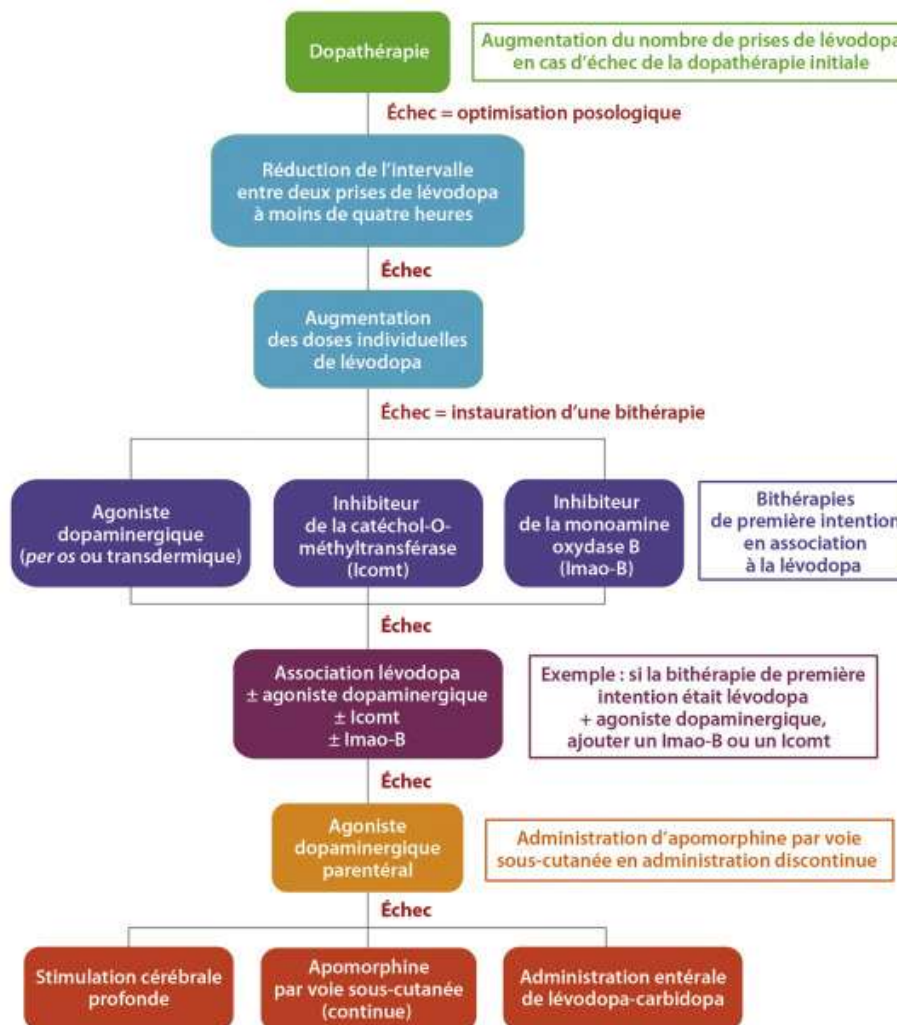 Dopathérapie
Augmentation du nombre de prises de lévodopa
en cas d'échec de la dopathérapie initiale
Échec = optimisation posologique
Réduction de l'intervalle
entre deux prises de lévodopa
à moins de quatre heures
Échec
Augmentation
des doses individuelles
de lévodopa
Échec = instauration d'une bithérapie
Agoniste
dopaminergique
(per os ou transdermique)
Inhibiteur
de la catéchol-O-
méthyltransférase
(Icomt)
Inhibiteur
de la monoamine
oxydase B
(Imao-B)
Bithérapies
de première intention
en association
à la lévodopa
Échec
Association lévodopa
± agoniste dopaminergique
± Icomt
± Imao-B
Exemple : si la bithérapie de première
intention était lévodopa
+ agoniste dopaminergique,
ajouter un Imao-B ou un Icomt
Échec
Agoniste
dopaminergique
parentéral
Administration d'apomorphine par voie
sous-cutanée en administration discontinue
Échec
Stimulation cérébrale
profonde
Apomorphine
par voie sous-cutanée
(continue)
Administration entérale
de lévodopa-carbidopa